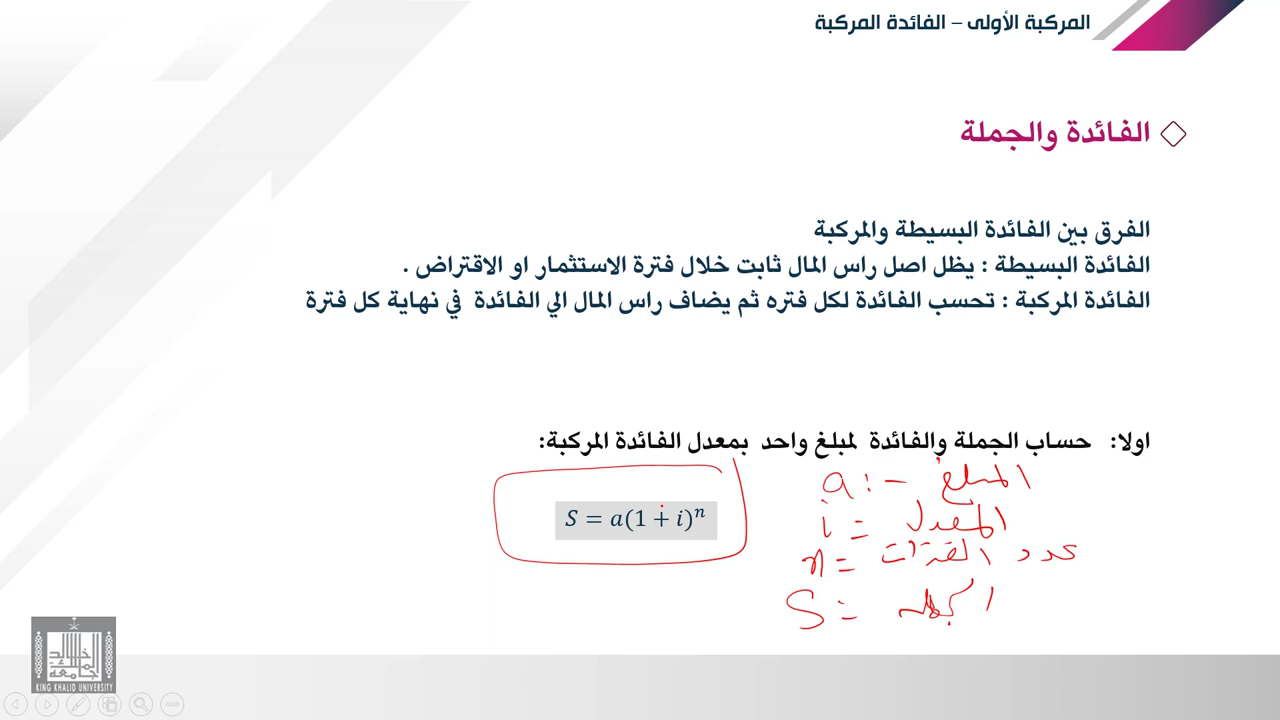 المركبة الأولى – الفائدة المركبة
الفائدة والجملة
الفرق بين الفائدة البسيطة والمركبة
الفائدة البسيطة : يظل اصل راس المال ثابت خلال فترة الاستثمار او الاقتراض .
الفائدة المركبة : تحسب الفائدة لكل فتره ثم يضاف راس المال الي الفائدة في نهاية كل فترة
اولا: حساب الجملة والفائدة لمبلغ واحد بمعدل الفائدة المركبة:
S = a(1 + i)ⁿ
a :- المبلغ
i = المعدل
n = عدد الفترات
S = الجملة
جامعة الملك خالد
KING KHALID UNIVERSITY